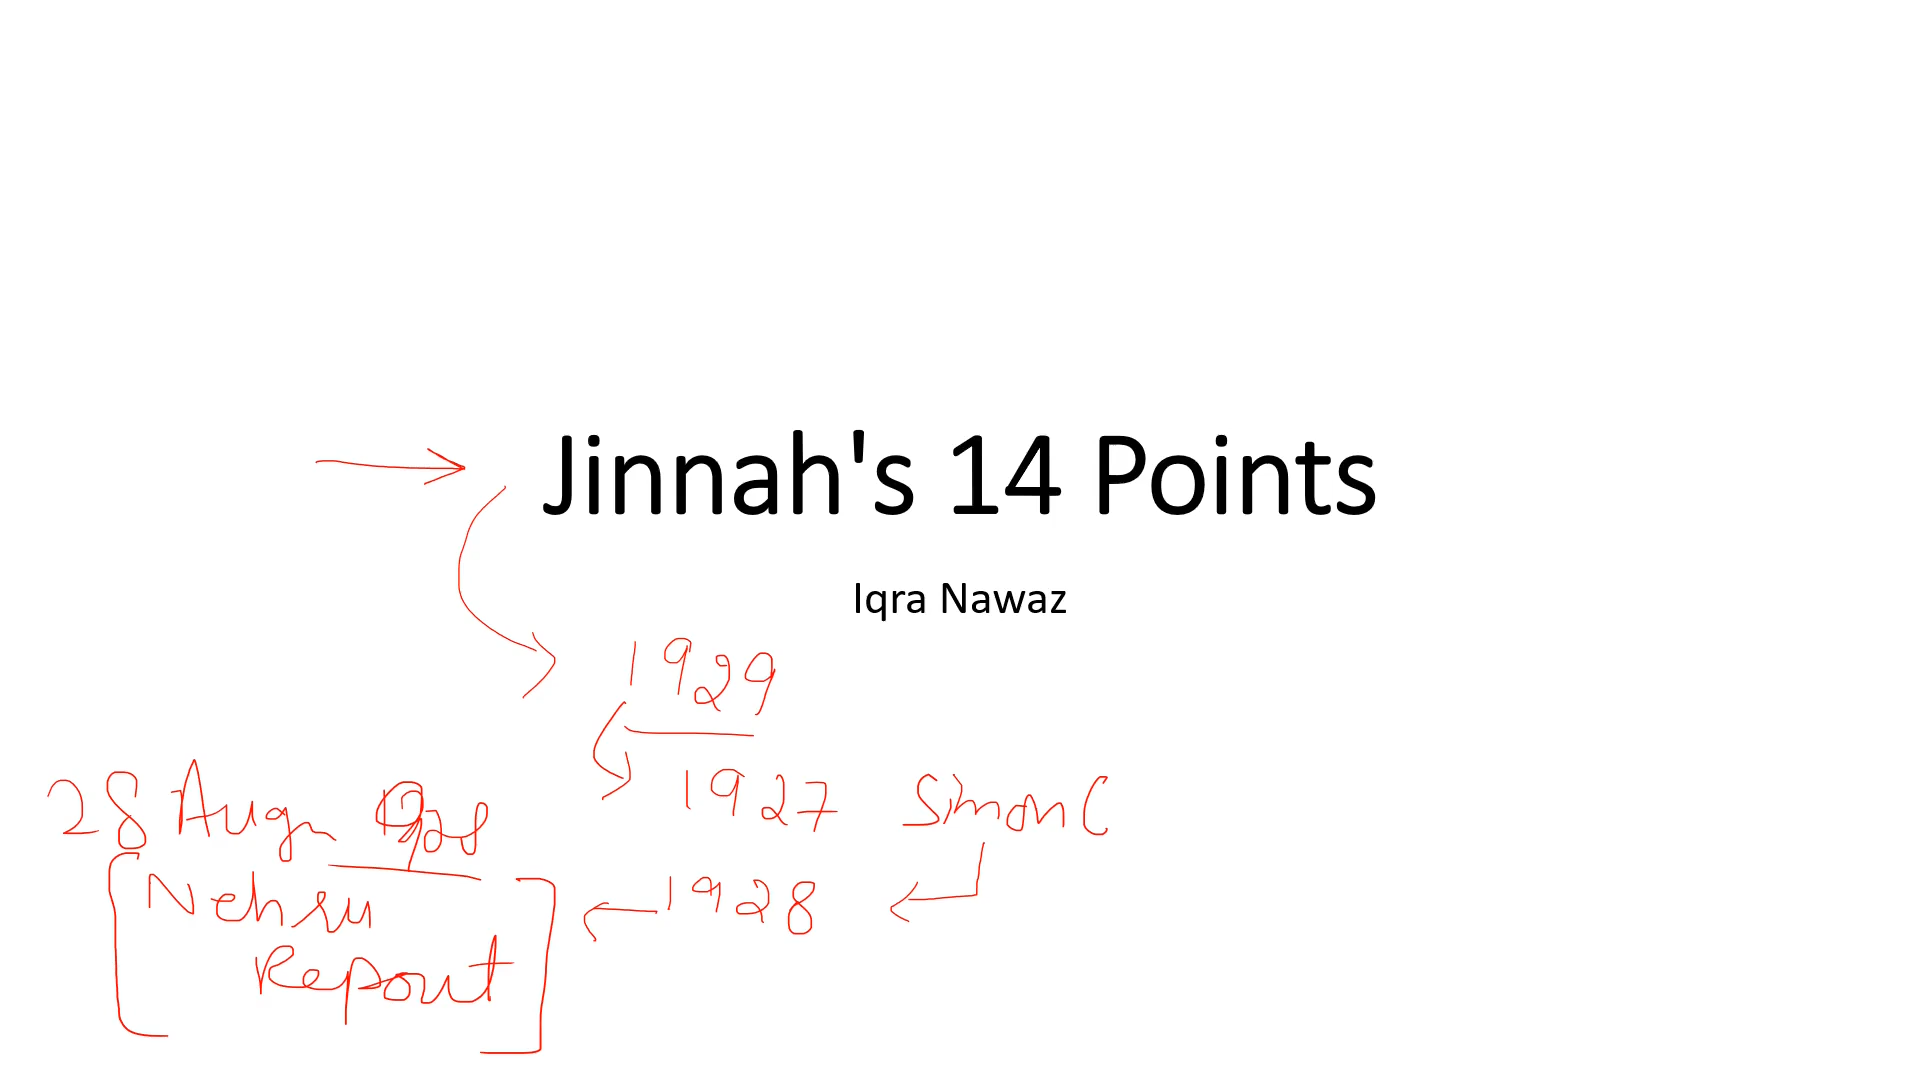 Jinnah's 14 Points
Iqra Nawaz
1929
1927 Simon C
28 Aug 1928
1928
Nehru
Report